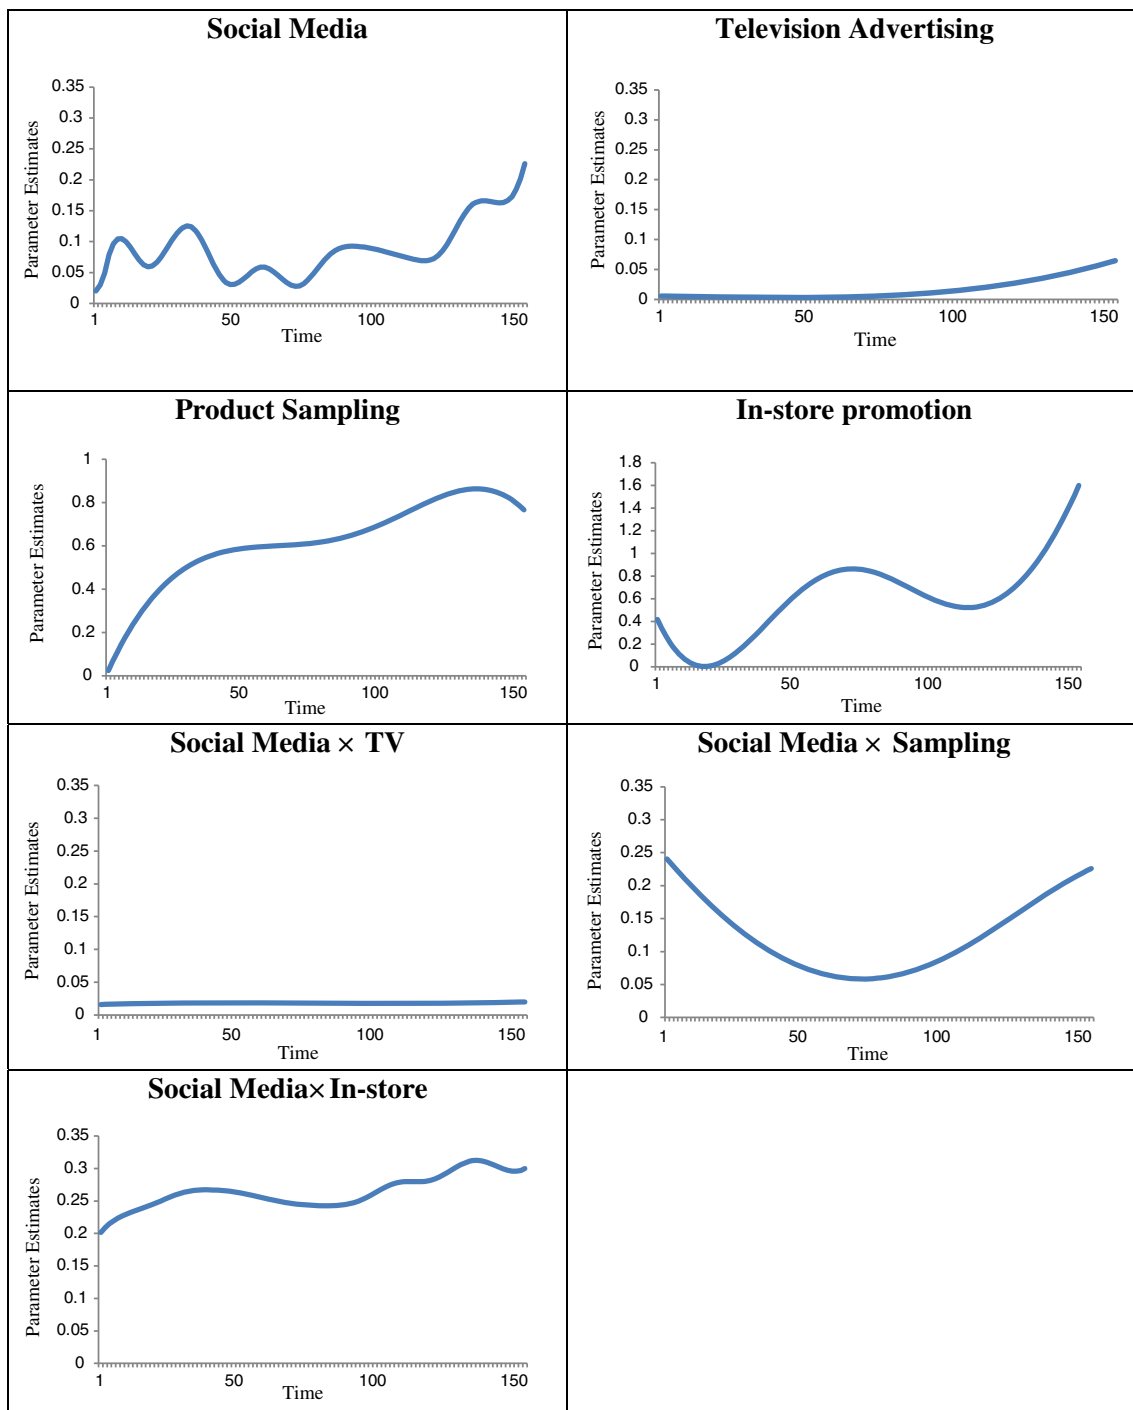 Social Media
0.35
0.3
0.25
0.2
0.15
0.1
0.05
0
Parameter Estimates
1 50 100 150
Time
Television Advertising
0.35
0.3
0.25
0.2
0.15
0.1
0.05
0
Parameter Estimates
1 50 100 150
Time
Product Sampling
1
0.8
0.6
0.4
0.2
0
Parameter Estimates
1 50 100 150
Time
In-store promotion
1.8
1.6
1.4
1.2
1
0.8
0.6
0.4
0.2
0
Parameter Estimates
1 50 100 150
Time
Social Media × TV
0.35
0.3
0.25
0.2
0.15
0.1
0.05
0
Parameter Estimates
1 50 100 150
Time
Social Media × Sampling
0.35
0.3
0.25
0.2
0.15
0.1
0.05
0
Parameter Estimates
1 50 100 150
Time
Social Media× In-store
0.35
0.3
0.25
0.2
0.15
0.1
0.05
0
Parameter Estimates
1 50 100 150
Time